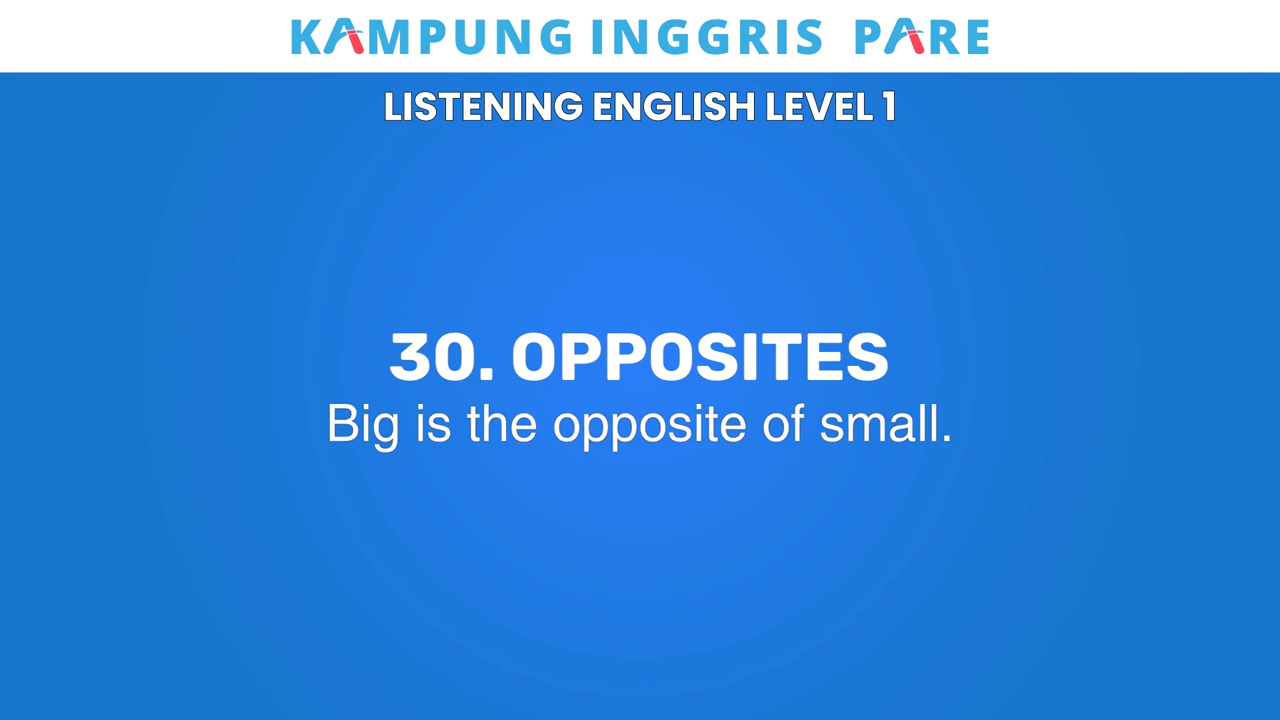 KAMPUNG INGGRIS PARE
LISTENING ENGLISH LEVEL 1
30. OPPOSITES
Big is the opposite of small.